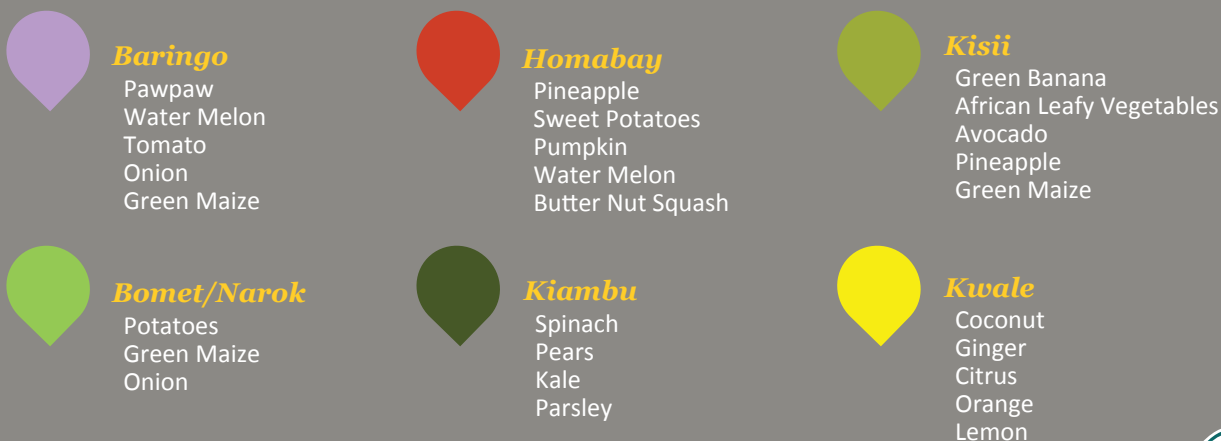 Baringo
Pawpaw
Water Melon
Tomato
Onion
Green Maize
Homabay
Pineapple
Sweet Potatoes
Pumpkin
Water Melon
Butter Nut Squash
Kisii
Green Banana
African Leafy Vegetables
Avocado
Pineapple
Green Maize
Bomet/Narok
Potatoes
Green Maize
Onion
Kiambu
Spinach
Pears
Kale
Parsley
Kwale
Coconut
Ginger
Citrus
Orange
Lemon